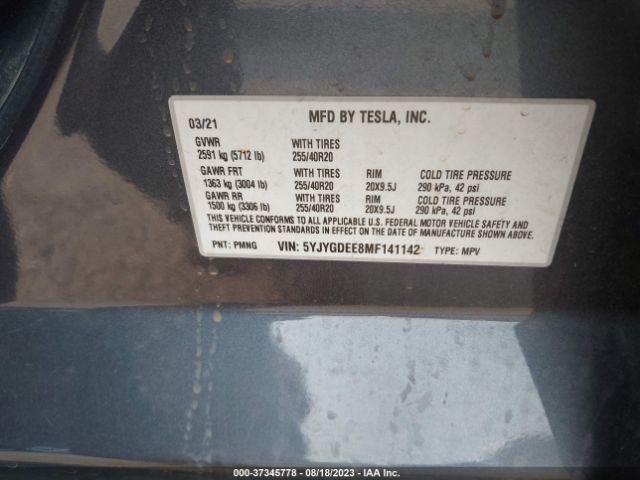 MFD BY TESLA, INC.
03/21
GVWR WITH TIRES
2591 kg (5712 lb) 255/40R20
GAWR FRT WITH TIRES RIM COLD TIRE PRESSURE
1363 kg (3004 lb) 255/40R20 20X9.5J 290 kPa, 42 psi
GAWR RR WITH TIRES RIM COLD TIRE PRESSURE
1500 kg (3306 lb) 255/40R20 20X9.5J 290 kPa, 42 psi
THIS VEHICLE CONFORMS TO ALL APPLICABLE U.S. FEDERAL MOTOR VEHICLE SAFETY AND
THEFT PREVENTION STANDARDS IN EFFECT ON THE DATE OF MANUFACTURE SHOWN ABOVE.
PNT: PMNG VIN: 5YJYGDEE8MF141142 TYPE: MPV
000-37345778 - 08/18/2023 - IAA Inc.